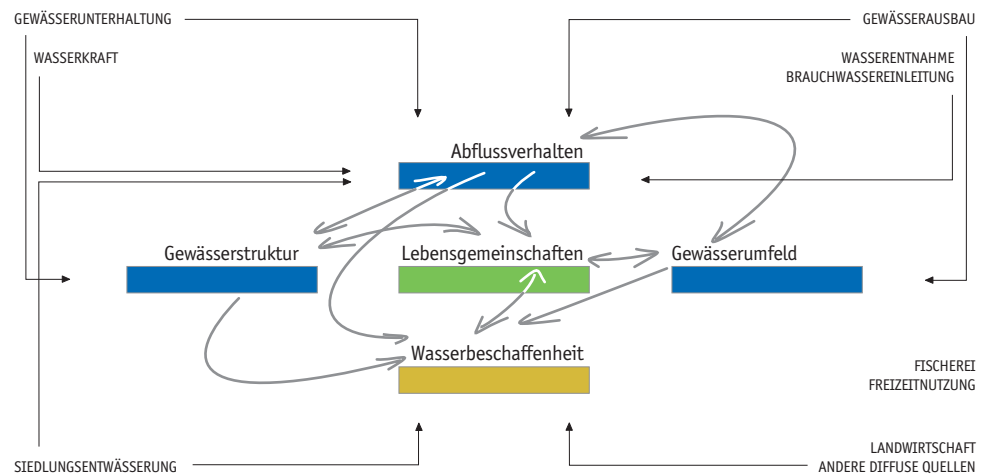 GEWÄSSERUNTERHALTUNG
GEWÄSSERAUSBAU
WASSERKRAFT
WASSERENTNAHME
BRAUCHWASSEREINLEITUNG
Abflussverhalten
Gewässerstruktur
Lebensgemeinschaften
Gewässerumfeld
Wasserbeschaffenheit
FISCHEREI
FREIZEITNUTZUNG
SIEDLUNGSENTWÄSSERUNG
LANDWIRTSCHAFT
ANDERE DIFFUSE QUELLEN